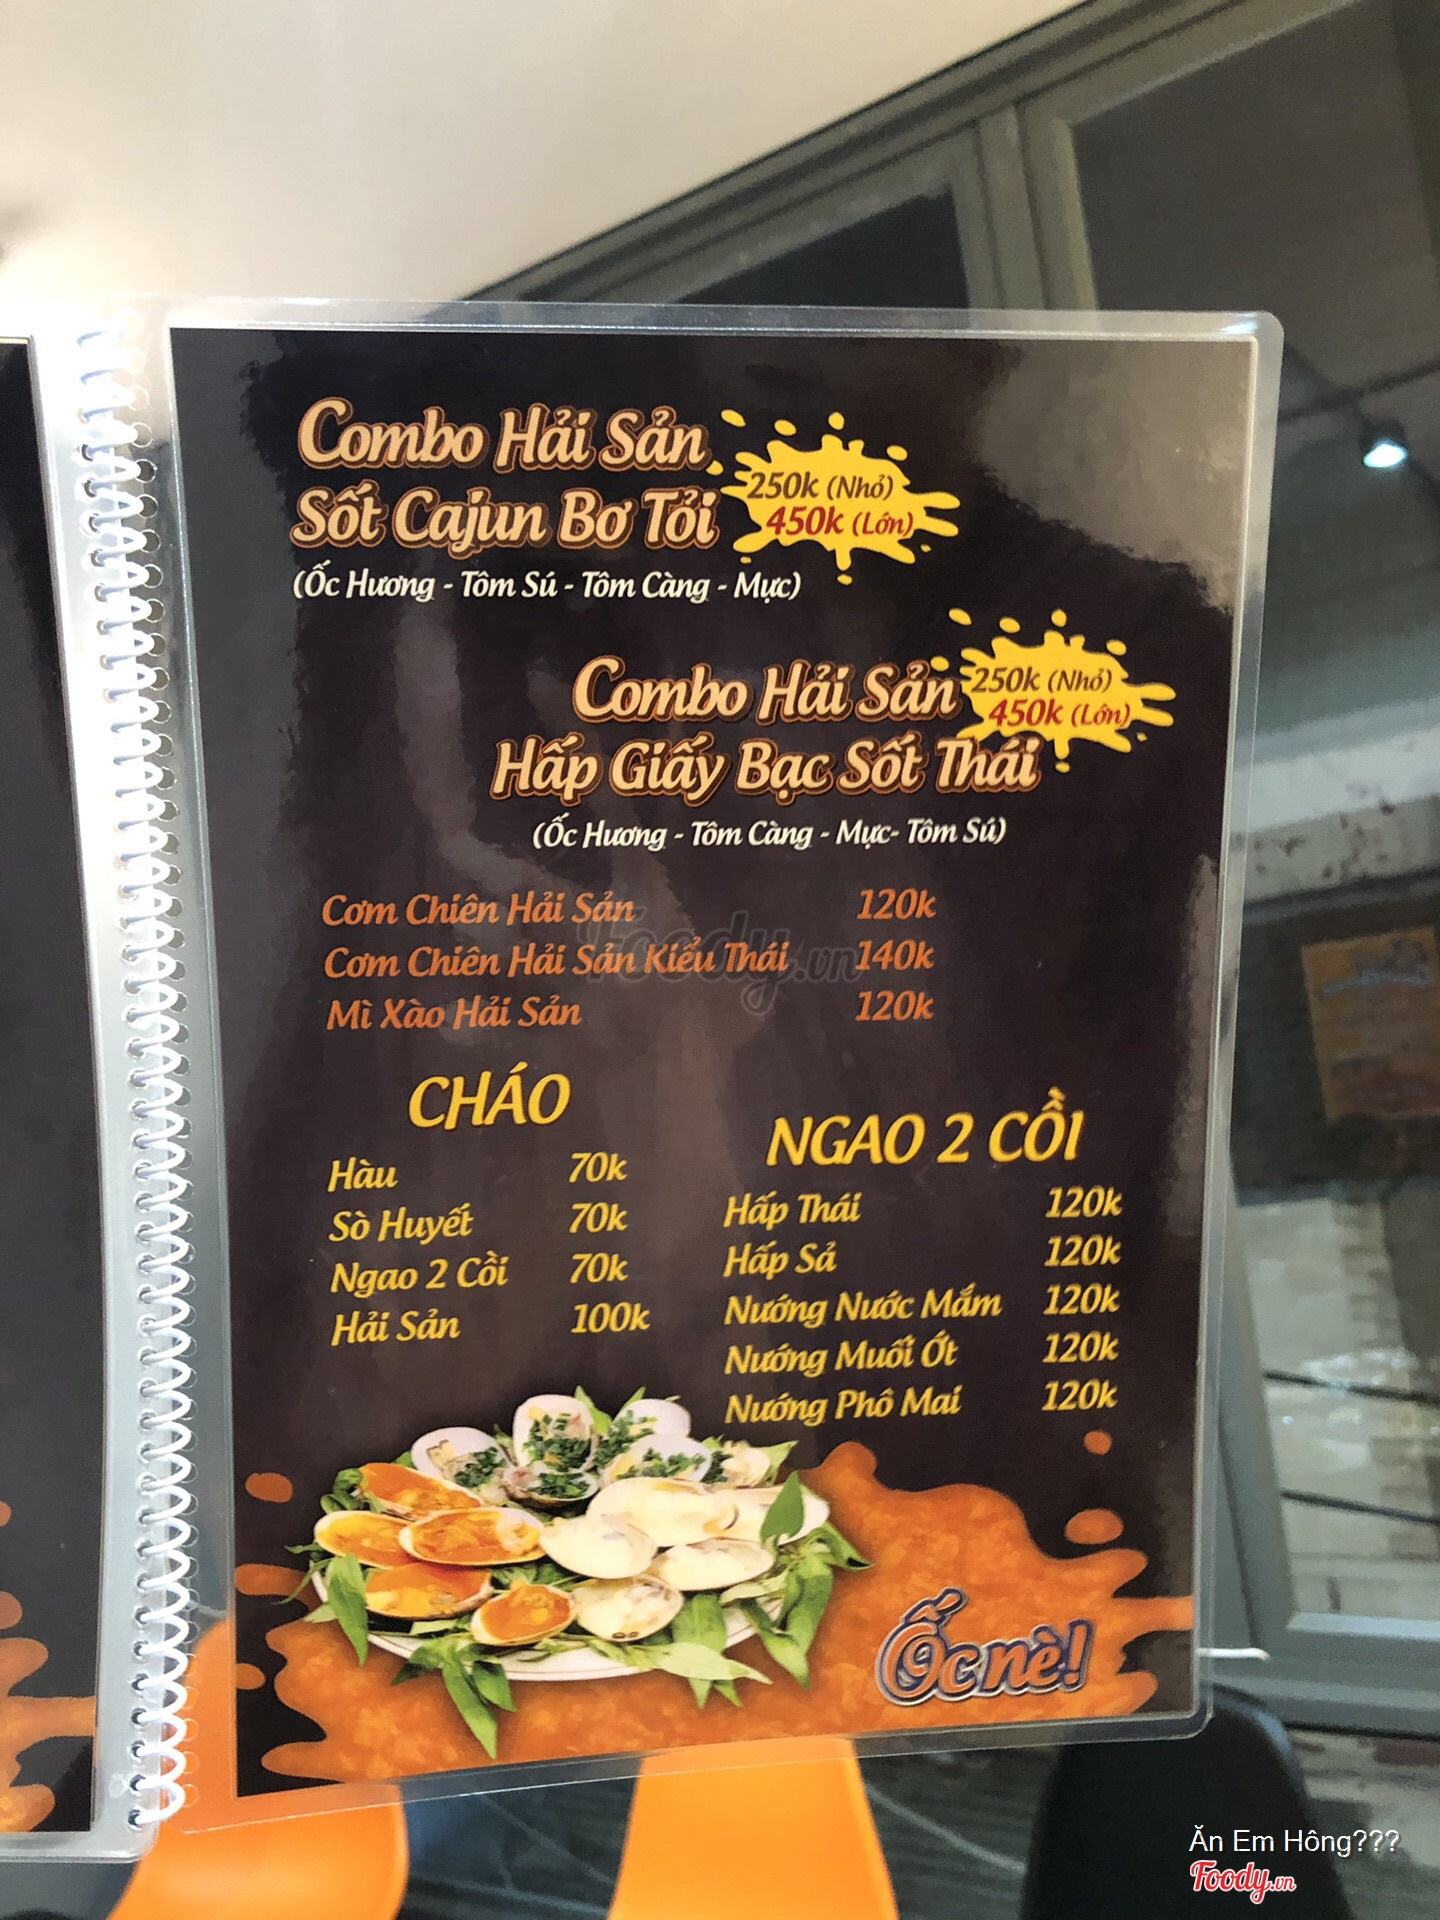 Combo Hải Sản
Sốt Cajun Bơ Tỏi
250k (Nhỏ)
450k (Lớn)
(Ốc Hương - Tôm Sú - Tôm Càng - Mực)
Combo Hải Sản
Hấp Giấy Bạc Sốt Thái
250k (Nhỏ)
450k (Lớn)
(Ốc Hương - Tôm Càng - Mực- Tôm Sú)
Cơm Chiên Hải Sản 120k
Cơm Chiên Hải Sản Kiểu Thái 140k
Mì Xào Hải Sản 120k
Foody.vn
CHÁO
Hàu 70k
Sò Huyết 70k
Ngao 2 Cồi 70k
Hải Sản 100k
NGAO 2 CỒI
Hấp Thái 120k
Hấp Sả 120k
Nướng Nước Mắm 120k
Nướng Muối Ớt 120k
Nướng Phô Mai 120k
Ốc nè!
Ăn Em Hông???
Foody.vn